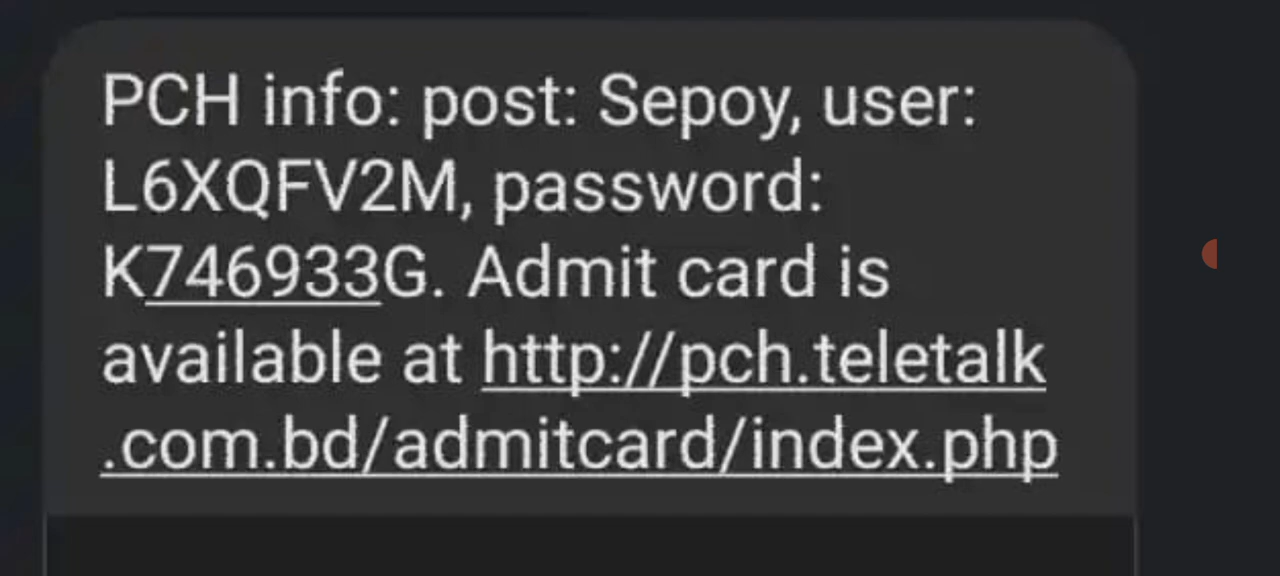 PCH info: post: Sepoy, user:
L6XQFV2M, password:
K746933G. Admit card is
available at http://pch.teletalk
.com.bd/admitcard/index.php